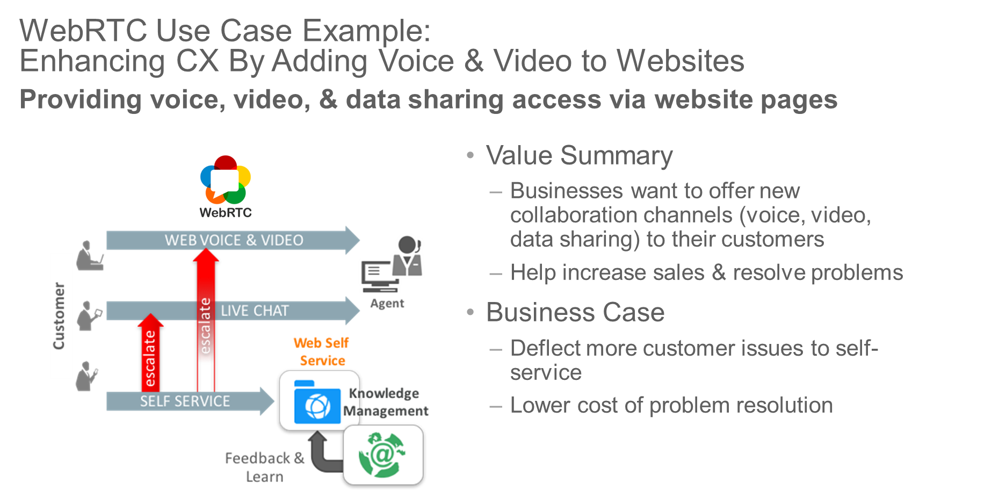 WebRTC Use Case Example:
Enhancing CX By Adding Voice & Video to Websites
Providing voice, video, & data sharing access via website pages
WebRTC
WEB VOICE & VIDEO
Customer
escalate
LIVE CHAT
Agent
escalate
SELF SERVICE
Web Self
Service
Knowledge
Management
@
Feedback &
Learn
• Value Summary
– Businesses want to offer new
collaboration channels (voice, video,
data sharing) to their customers
– Help increase sales & resolve problems
• Business Case
– Deflect more customer issues to self-
service
– Lower cost of problem resolution